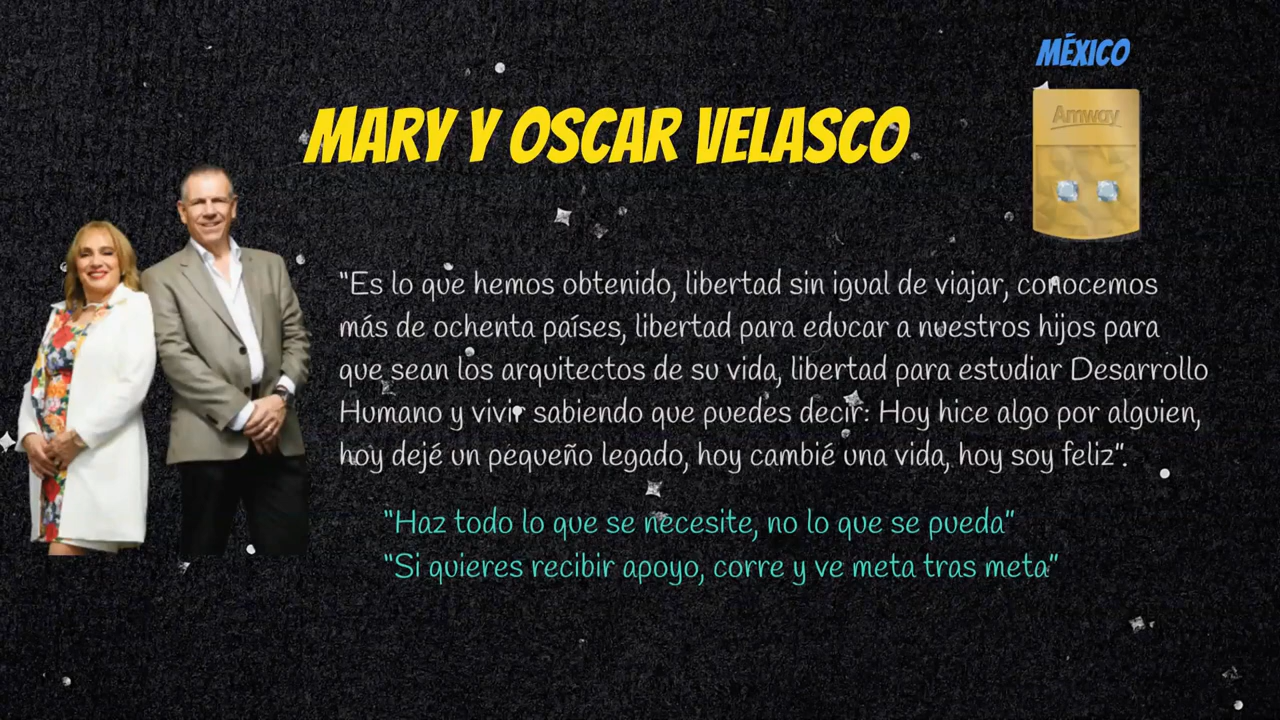 MÉXICO
Amway
MARY Y OSCAR VELASCO
"Es lo que hemos obtenido, libertad sin igual de viajar, conocemos
más de ochenta países, libertad para educar a nuestros hijos para
que sean los arquitectos de su vida, libertad para estudiar Desarrollo
Humano y vivir sabiendo que puedes decir: Hoy hice algo por alguien,
hoy dejé un pequeño legado, hoy cambié una vida, hoy soy feliz".
"Haz todo lo que se necesite, no lo que se pueda"
"Si quieres recibir apoyo, corre y ve meta tras meta"